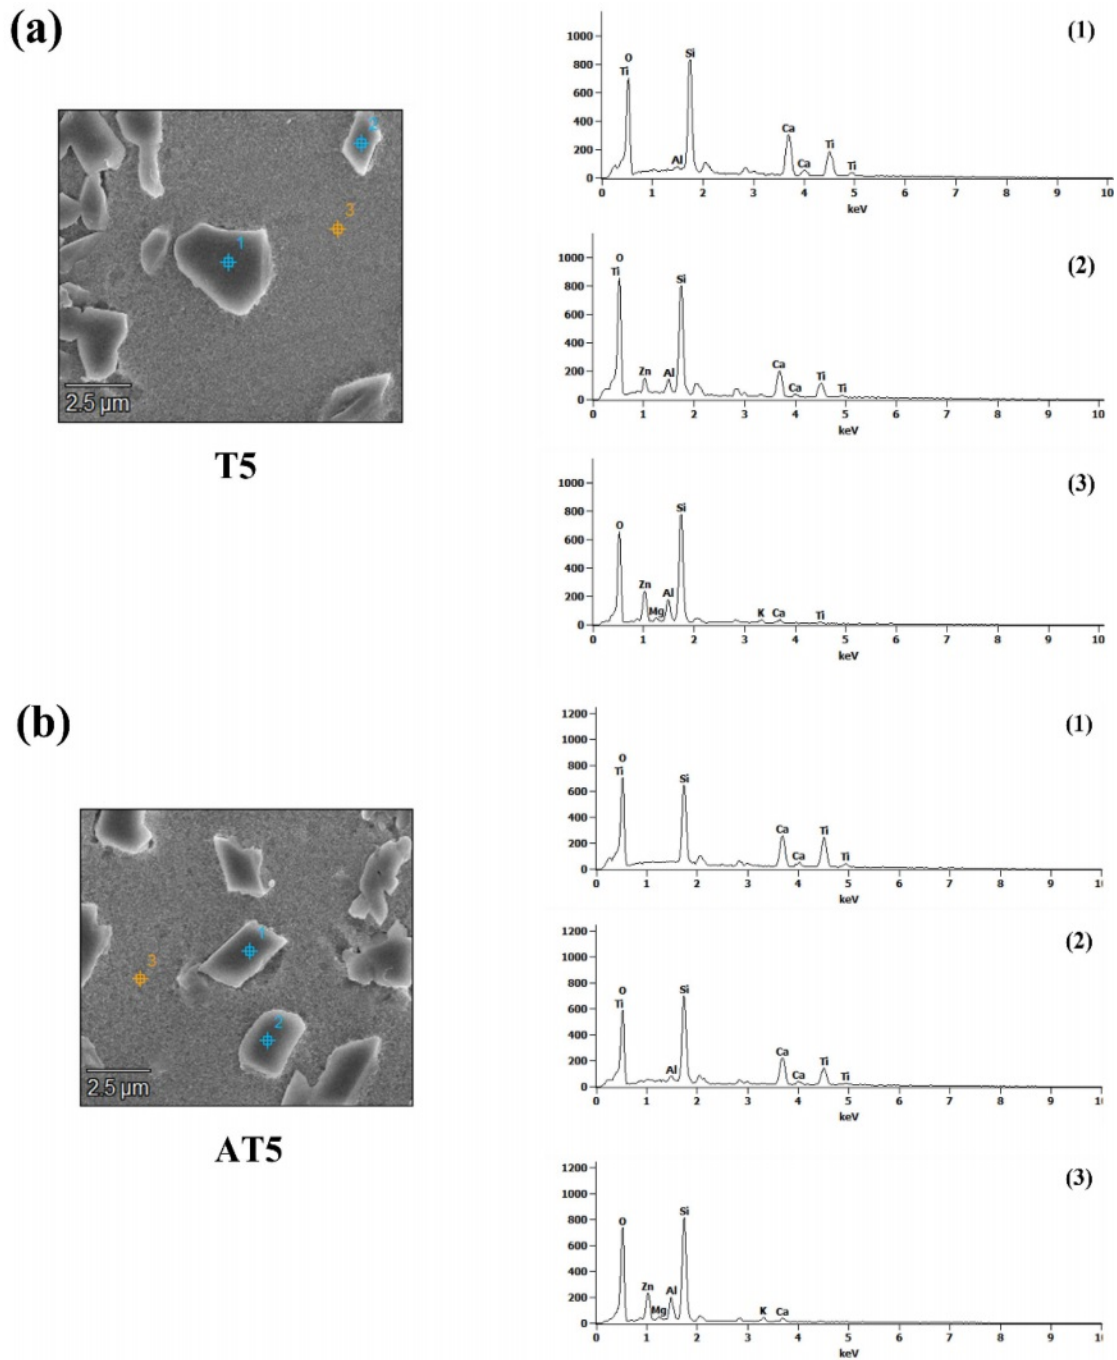 (a)
2
3
1
2.5 µm
T5
(1)
1000
800
600
400
200
0
O
Ti
Si
Al
Ca
Ca
Ti
Ti
0 1 2 3 4 5 6 7 8 9 10
keV
(2)
1000
800
600
400
200
0
O
Ti
Si
Zn
Al
Ca
Ca
Ti
Ti
0 1 2 3 4 5 6 7 8 9 10
keV
(3)
1000
800
600
400
200
0
O
Si
Zn
Mg
Al
K
Ca
Ti
0 1 2 3 4 5 6 7 8 9 10
keV
(b)
1
3
2
2.5 µm
AT5
(1)
1200
1000
800
600
400
200
0
O
Ti
Si
Ca
Ca
Ti
Ti
0 1 2 3 4 5 6 7 8 9
keV
(2)
1200
1000
800
600
400
200
0
O
Ti
Si
Al
Ca
Ca
Ti
Ti
0 1 2 3 4 5 6 7 8 9
keV
(3)
1200
1000
800
600
400
200
0
O
Si
Zn
Mg
Al
K
Ca
0 1 2 3 4 5 6 7 8 9
keV